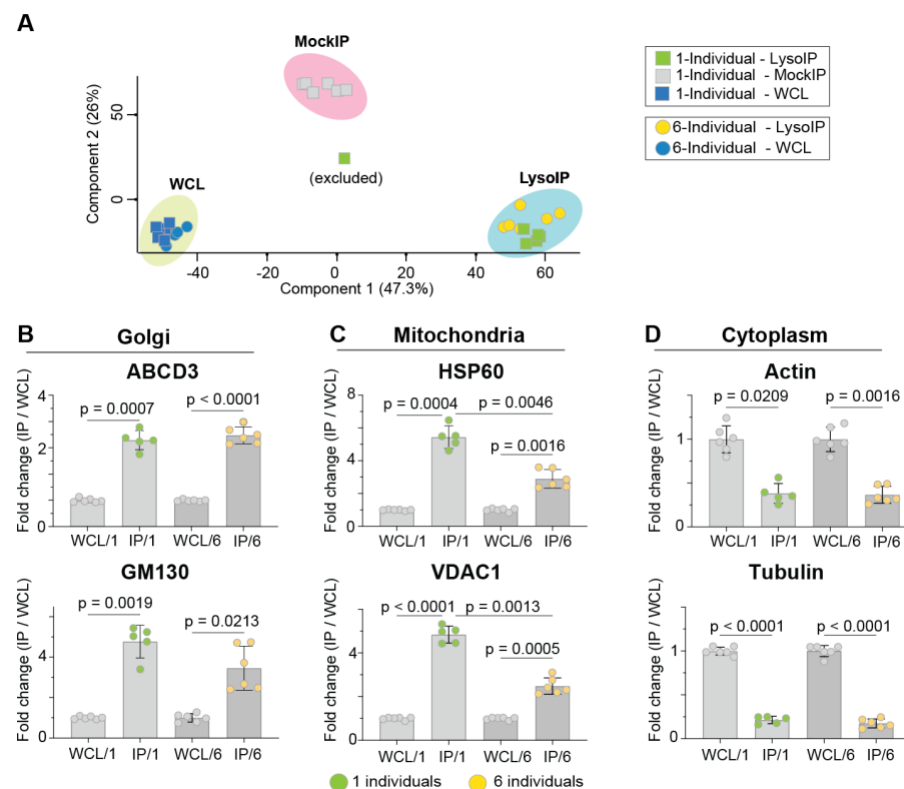 A
MockIP
1-Individual - LysoIP
1-Individual - MockIP
1-Individual - WCL
6-Individual - LysoIP
6-Individual - WCL
Component 2 (26%)
50
0
(excluded)
WCL
LysoIP
-40 -20 0 20 40 60
Component 1 (47.3%)
B Golgi
ABCD3
Fold change (IP / WCL)
4
2
2
0
p = 0.0007
p < 0.0001
WCL/1 IP/1 WCL/6 IP/6
GM130
Fold change (IP / WCL)
4
0
p = 0.0019
p = 0.0213
WCL/1 IP/1 WCL/6 IP/6
C Mitochondria
HSP60
Fold change (IP / WCL)
8
4
2
0
p = 0.0004
p = 0.0046
p = 0.0016
WCL/1 IP/1 WCL/6 IP/6
VDAC1
Fold change (IP / WCL)
4
0
p < 0.0001
p = 0.0013
p = 0.0005
WCL/1 IP/1 WCL/6 IP/6
D Cytoplasm
Actin
Fold change (IP / WCL)
1
0
p = 0.0209
p = 0.0016
WCL/1 IP/1 WCL/6 IP/6
Tubulin
Fold change (IP / WCL)
1
0
p < 0.0001
p < 0.0001
WCL/1 IP/1 WCL/6 IP/6
1 individuals
6 individuals